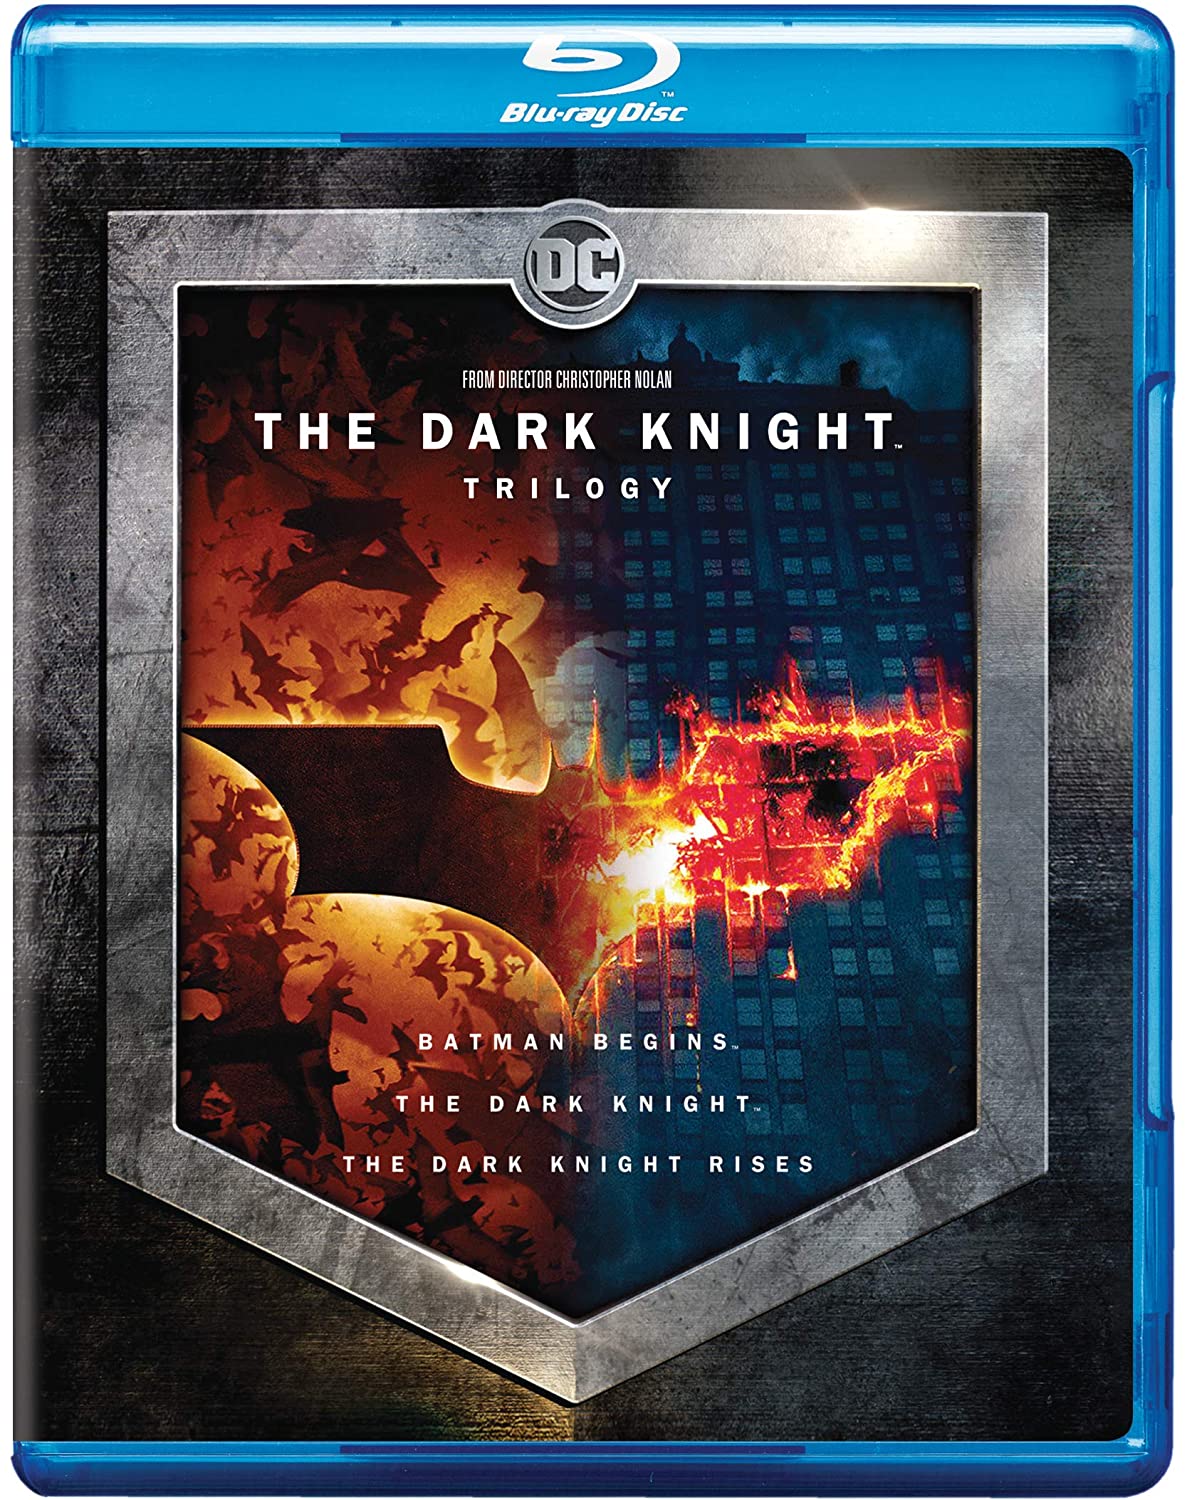 Blu-ray Disc™
DC
FROM DIRECTOR CHRISTOPHER NOLAN
THE DARK KNIGHT™
TRILOGY
BATMAN BEGINS™
THE DARK KNIGHT™
THE DARK KNIGHT RISES